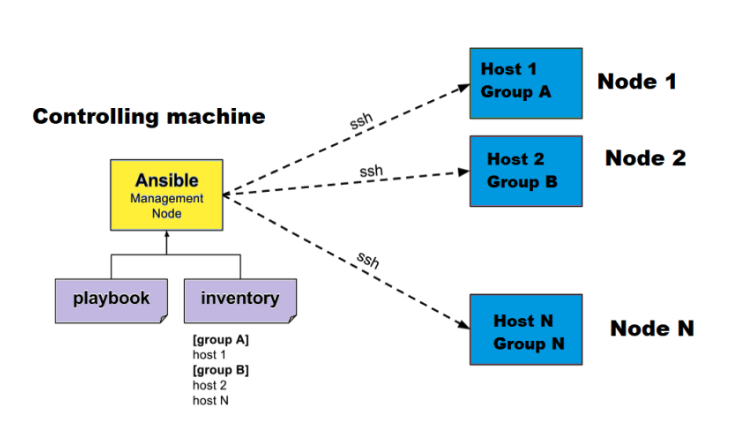 Controlling machine
Ansible
Management
Node
playbook
inventory
[group A]
host 1
[group B]
host 2
host N
ssh
ssh
ssh
Host 1
Group A
Node 1
Host 2
Group B
Node 2
Host N
Group N
Node N